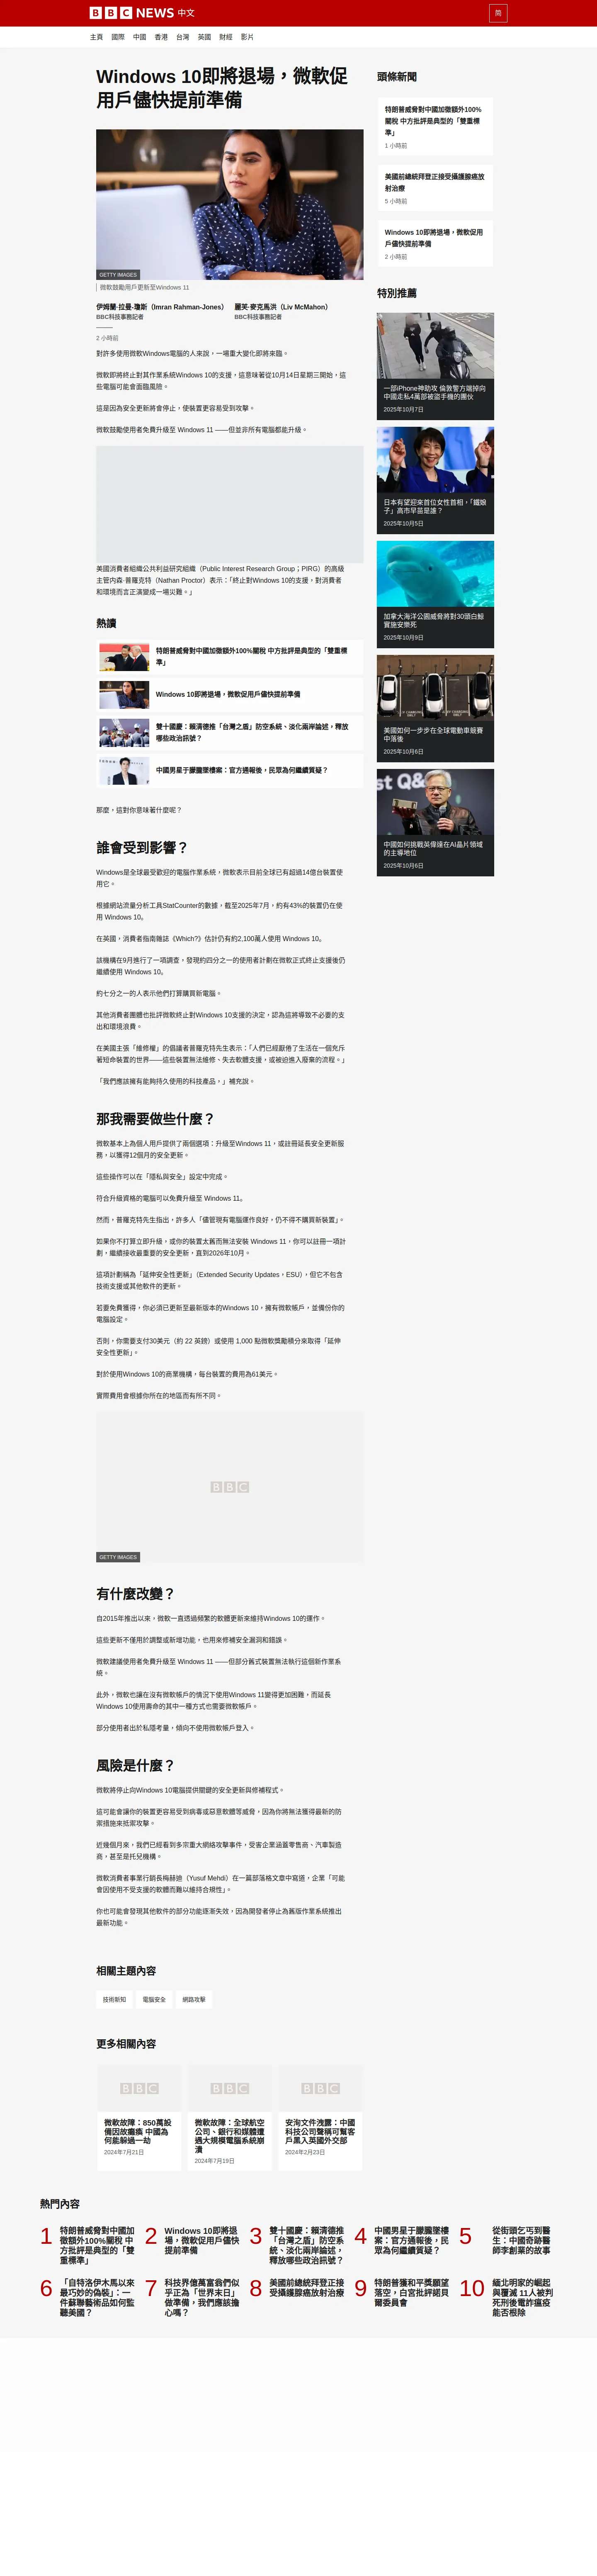 BBC NEWS 中文
简
主頁 國際 中國 香港 台灣 英國 財經 影片
Windows 10即將退場，微軟促
用戶儘快提前準備
GETTY IMAGES
微軟鼓勵用戶更新至Windows 11
伊姆蘭·拉曼-瓊斯（Imran Rahman-Jones）
BBC科技事務記者
麗芙·麥克馬洪（Liv McMahon）
BBC科技事務記者
2 小時前
對許多使用微軟Windows電腦的人來說，一場重大變化即將來臨。
微軟即將終止對其作業系統Windows 10的支援，這意味著從10月14日星期三開始，這
些電腦可能會面臨風險。
這是因為安全更新將會停止，使裝置更容易受到攻擊。
微軟鼓勵使用者免費升級至 Windows 11 ——但並非所有電腦都能升級。
美國消費者組織公共利益研究組織（Public Interest Research Group；PIRG）的高級
主管內森·普羅克特（Nathan Proctor）表示：「終止對Windows 10的支援，對消費者
和環境而言正演變成一場災難。」
熱讀
特朗普威脅對中國加徵額外100%關稅 中方批評是典型的「雙重標
準」
Windows 10即將退場，微軟促用戶儘快提前準備
雙十國慶：賴清德推「台灣之盾」防空系統、淡化兩岸論述，釋放
哪些政治訊號？
中國男星于朦朧墜樓案：官方通報後，民眾為何繼續質疑？
那麼，這對你意味著什麼呢？
誰會受到影響？
Windows是全球最受歡迎的電腦作業系統，微軟表示目前全球已有超過14億台裝置使
用它。
根據網站流量分析工具StatCounter的數據，截至2025年7月，約有43%的裝置仍在使
用 Windows 10。
在英國，消費者指南雜誌《Which?》估計仍有約2,100萬人使用 Windows 10。
該機構在9月進行了一項調查，發現約四分之一的使用者計劃在微軟正式終止支援後仍
繼續使用 Windows 10。
約七分之一的人表示他們打算購買新電腦。
其他消費者團體也批評微軟終止對Windows 10支援的決定，認為這將導致不必要的支
出和環境浪費。
在美國主張「維修權」的倡議者普羅克特先生表示：「人們已經厭倦了生活在一個充斥
著短命裝置的世界——這些裝置無法維修、失去軟體支援，或被迫進入廢棄的流程。」
「我們應該擁有能夠持久使用的科技產品，」補充說。
那我需要做些什麼？
微軟基本上為個人用戶提供了兩個選項：升級至Windows 11，或註冊延長安全更新服
務，以獲得12個月的安全更新。
這些操作可以在「隱私與安全」設定中完成。
符合升級資格的電腦可以免費升級至 Windows 11。
然而，普羅克特先生指出，許多人「儘管現有電腦運作良好，仍不得不購買新裝置」。
如果你不打算立即升級，或你的裝置太舊而無法安裝 Windows 11，你可以註冊一項計
劃，繼續接收最重要的安全更新，直到2026年10月。
這項計劃稱為「延伸安全性更新」（Extended Security Updates，ESU），但它不包含
技術支援或其他軟件的更新。
若要免費獲得，你必須已更新至最新版本的Windows 10，擁有微軟帳戶，並備份你的
電腦設定。
否則，你需要支付30美元（約 22 英鎊）或使用 1,000 點微軟獎勵積分來取得「延伸
安全性更新」。
對於使用Windows 10的商業機構，每台裝置的費用為61美元。
實際費用會根據你所在的地區而有所不同。
BBC
GETTY IMAGES
有什麼改變？
自2015年推出以來，微軟一直透過頻繁的軟體更新來維持Windows 10的運作。
這些更新不僅用於調整或新增功能，也用來修補安全漏洞和錯誤。
微軟建議使用者免費升級至 Windows 11 ——但部分舊式裝置無法執行這個新作業系
統。
此外，微軟也讓在沒有微軟帳戶的情況下使用Windows 11變得更加困難，而延長
Windows 10使用壽命的其中一種方式也需要微軟帳戶。
部分使用者出於私隱考量，傾向不使用微軟帳戶登入。
風險是什麼？
微軟將停止向Windows 10電腦提供關鍵的安全更新與修補程式。
這可能會讓你的裝置更容易受到病毒或惡意軟體等威脅，因為你將無法獲得最新的防
禦措施來抵禦攻擊。
近幾個月來，我們已經看到多宗重大網絡攻擊事件，受害企業涵蓋零售商、汽車製造
商，甚至是托兒機構。
微軟消費者事業行銷長梅赫迪（Yusuf Mehdi）在一篇部落格文章中寫道，企業「可能
會因使用不受支援的軟體而難以維持合規性」。
你也可能會發現其他軟件的部分功能逐漸失效，因為開發者停止為舊版作業系統推出
最新功能。
相關主題內容
技術新知 電腦安全 網路攻擊
更多相關內容
BBC
微軟故障：850萬設
備因故癱瘓 中國為
何能躲過一劫
2024年7月21日
BBC
微軟故障：全球航空
公司、銀行和媒體遭
遇大規模電腦系統崩
潰
2024年7月19日
BBC
安洵文件洩露：中國
科技公司聲稱可幫客
戶黑入英國外交部
2024年2月23日
頭條新聞
特朗普威脅對中國加徵額外100%
關稅 中方批評是典型的「雙重標
準」
1 小時前
美國前總統拜登正接受攝護腺癌放
射治療
5 小時前
Windows 10即將退場，微軟促用
戶儘快提前準備
2 小時前
特別推薦
一部iPhone神助攻 倫敦警方端掉向
中國走私4萬部被盜手機的團伙
2025年10月7日
日本有望迎來首位女性首相，「鐵娘
子」高市早苗是誰？
2025年10月5日
加拿大海洋公園威脅將對30頭白鯨
實施安樂死
2025年10月9日
美國如何一步步在全球電動車競賽
中落後
2025年10月6日
中國如何挑戰英偉達在AI晶片領域
的主導地位
2025年10月6日
熱門內容
1
特朗普威脅對中國加
徵額外100%關稅 中
方批評是典型的「雙
重標準」
2
Windows 10即將退
場，微軟促用戶儘快
提前準備
3
雙十國慶：賴清德推
「台灣之盾」防空系
統、淡化兩岸論述，
釋放哪些政治訊號？
4
中國男星于朦朧墜樓
案：官方通報後，民
眾為何繼續質疑？
5
從街頭乞丐到醫
生：中國奇跡醫
師李創業的故事
6
「自特洛伊木馬以來
最巧妙的偽裝」：一
件蘇聯藝術品如何監
聽美國？
7
科技界億萬富翁們似
乎正為「世界末日」
做準備，我們應該擔
心嗎？
8
美國前總統拜登正接
受攝護腺癌放射治療
9
特朗普獲和平獎願望
落空，白宮批評諾貝
爾委員會
10
緬北明家的崛起
與覆滅 11人被判
死刑後電詐瘟疫
能否根除